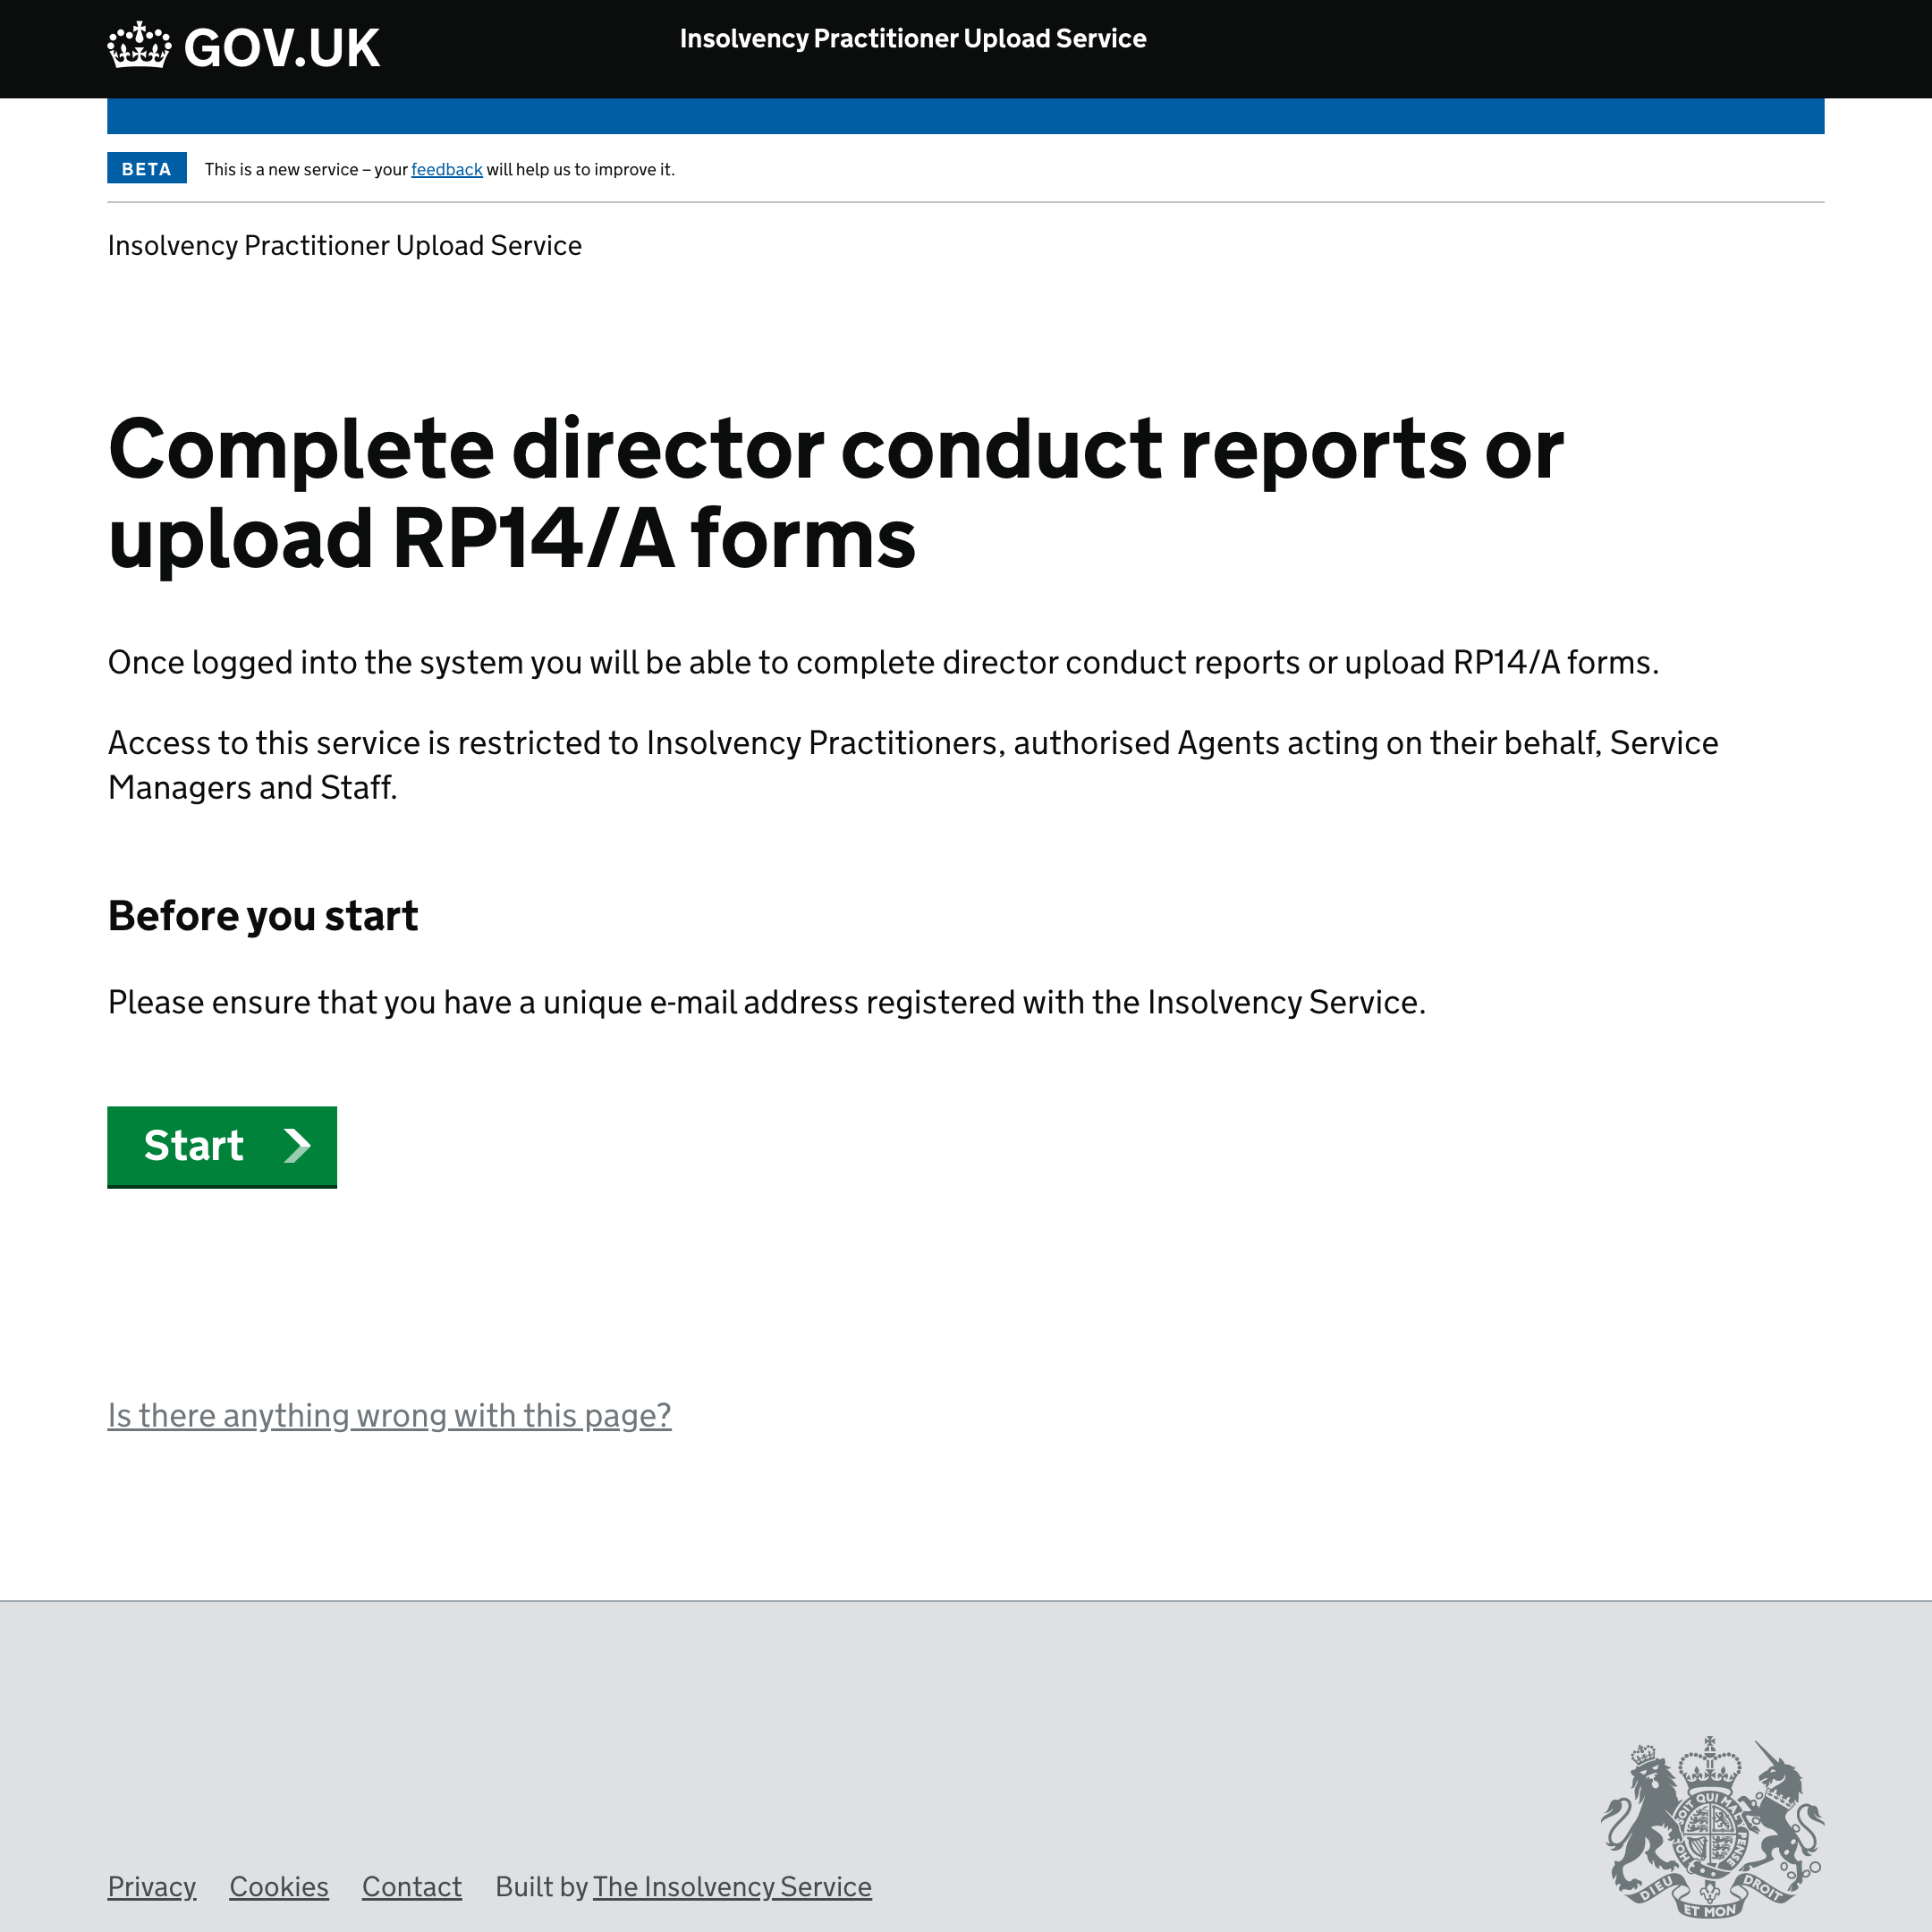 GOV.UK
Insolvency Practitioner Upload Service
BETA
This is a new service – your feedback will help us to improve it.
Insolvency Practitioner Upload Service
Complete director conduct reports or
upload RP14/A forms
Once logged into the system you will be able to complete director conduct reports or upload RP14/A forms.
Access to this service is restricted to Insolvency Practitioners, authorised Agents acting on their behalf, Service
Managers and Staff.
Before you start
Please ensure that you have a unique e-mail address registered with the Insolvency Service.
Start
Is there anything wrong with this page?
Privacy Cookies Contact Built by The Insolvency Service
SOIT QUI MAL
PENSE
HO
DIEU
ET MON
DROIT